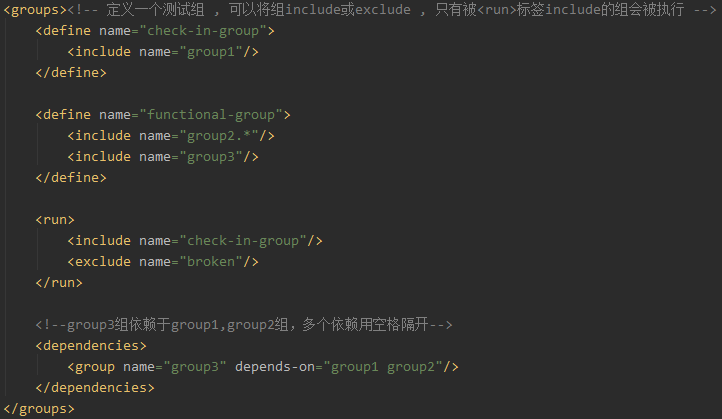 <groups><!-- 定义一个测试组 , 可以将组include或exclude , 只有被<run>标签include的组会被执行 -->
<define name="check-in-group">
<include name="group1"/>
</define>
<define name="functional-group">
<include name="group2.*"/>
<include name="group3"/>
</define>
<run>
<include name="check-in-group"/>
<exclude name="broken"/>
</run>
<!--group3组依赖于group1,group2组，多个依赖用空格隔开-->
<dependencies>
<group name="group3" depends-on="group1 group2"/>
</dependencies>
</groups>